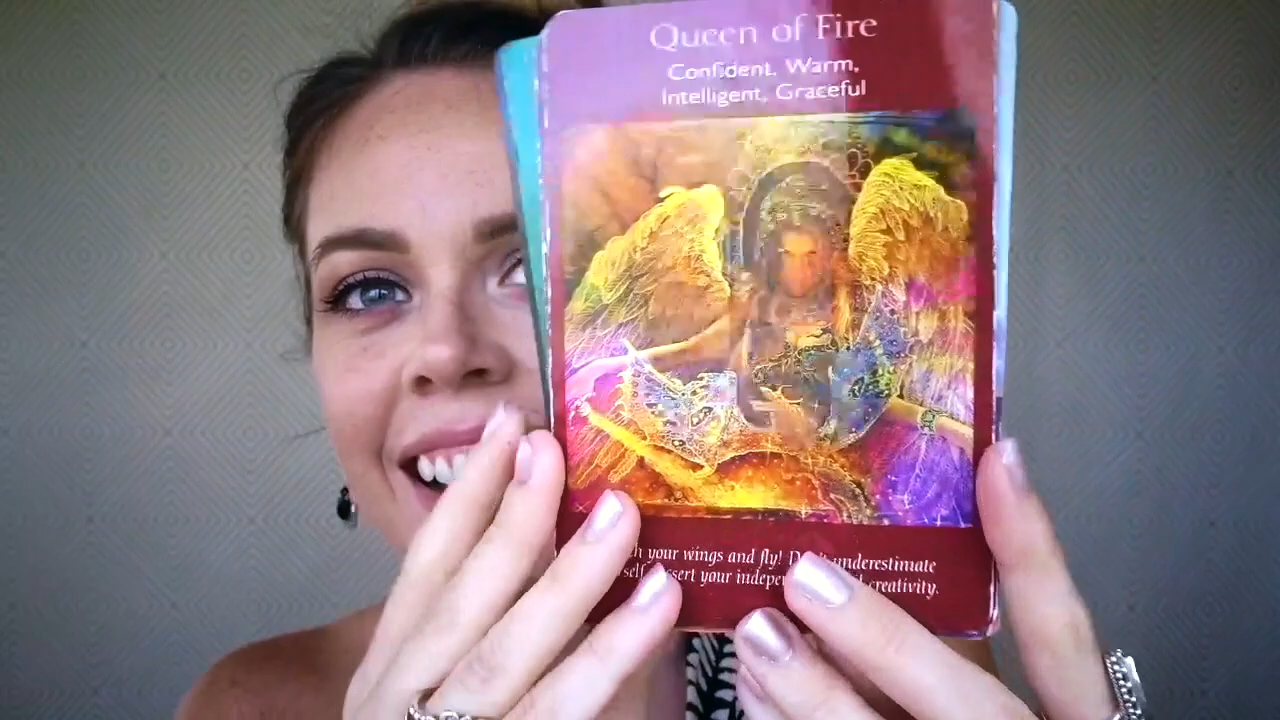 Queen of Fire
Confident, Warm,
Intelligent, Graceful
your wings and fly! underestimate
your creativity.